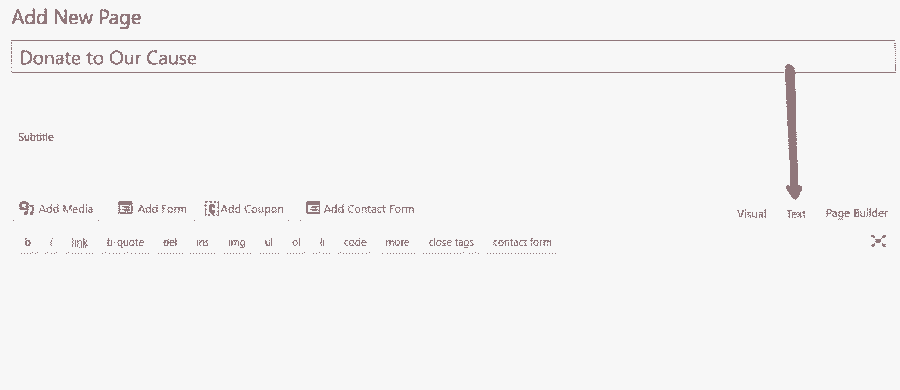 Add New Page
Donate to Our Cause
Subtitle
Add Media Add Form Add Coupon Add Contact Form Visual Text Page Builder
b i link b-quote del ins img ul ol li code more close tags contact form